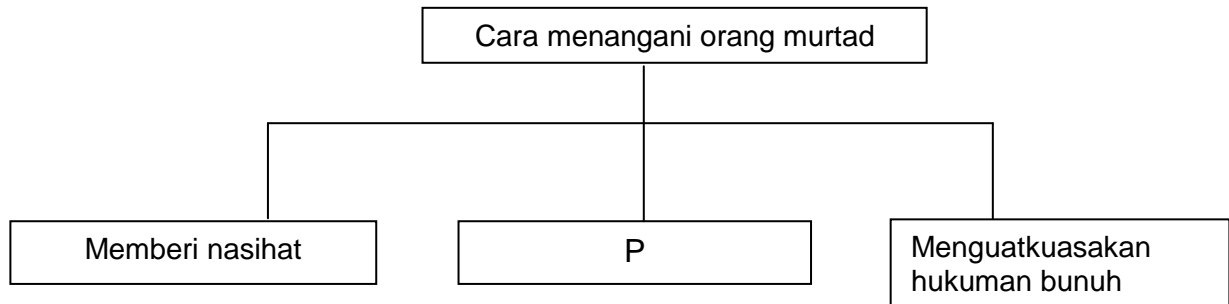 Cara menangani orang murtad
Memberi nasihat
P
Menguatkuasakan
hukuman bunuh